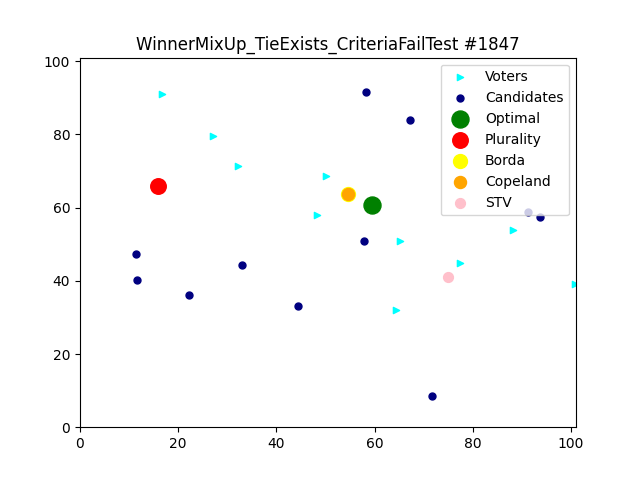 WinnerMixUp_TieExists_CriteriaFailTest #1847
Voters
Candidates
Optimal
Plurality
Borda
Copeland
STV
100
80
60
40
20
0
0 20 40 60 80 100